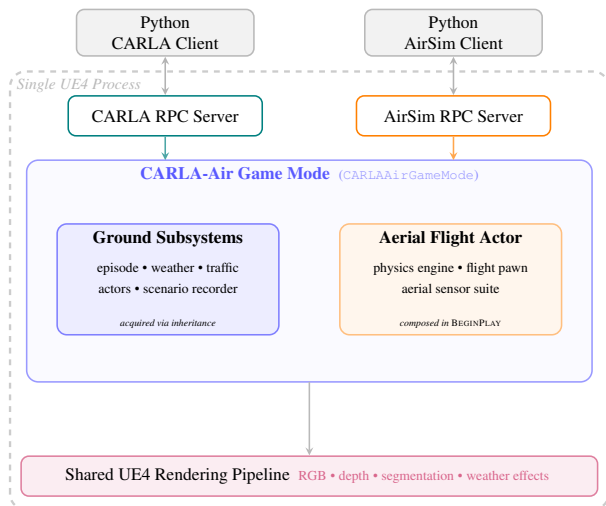 Python
CARLA Client
Python
AirSim Client
Single UE4 Process
CARLA RPC Server
AirSim RPC Server
CARLA-Air Game Mode (CARLAAirGameMode)
Ground Subsystems
episode • weather • traffic
actors • scenario recorder
acquired via inheritance
Aerial Flight Actor
physics engine • flight pawn
aerial sensor suite
composed in BEGINPLAY
Shared UE4 Rendering Pipeline RGB • depth • segmentation • weather effects